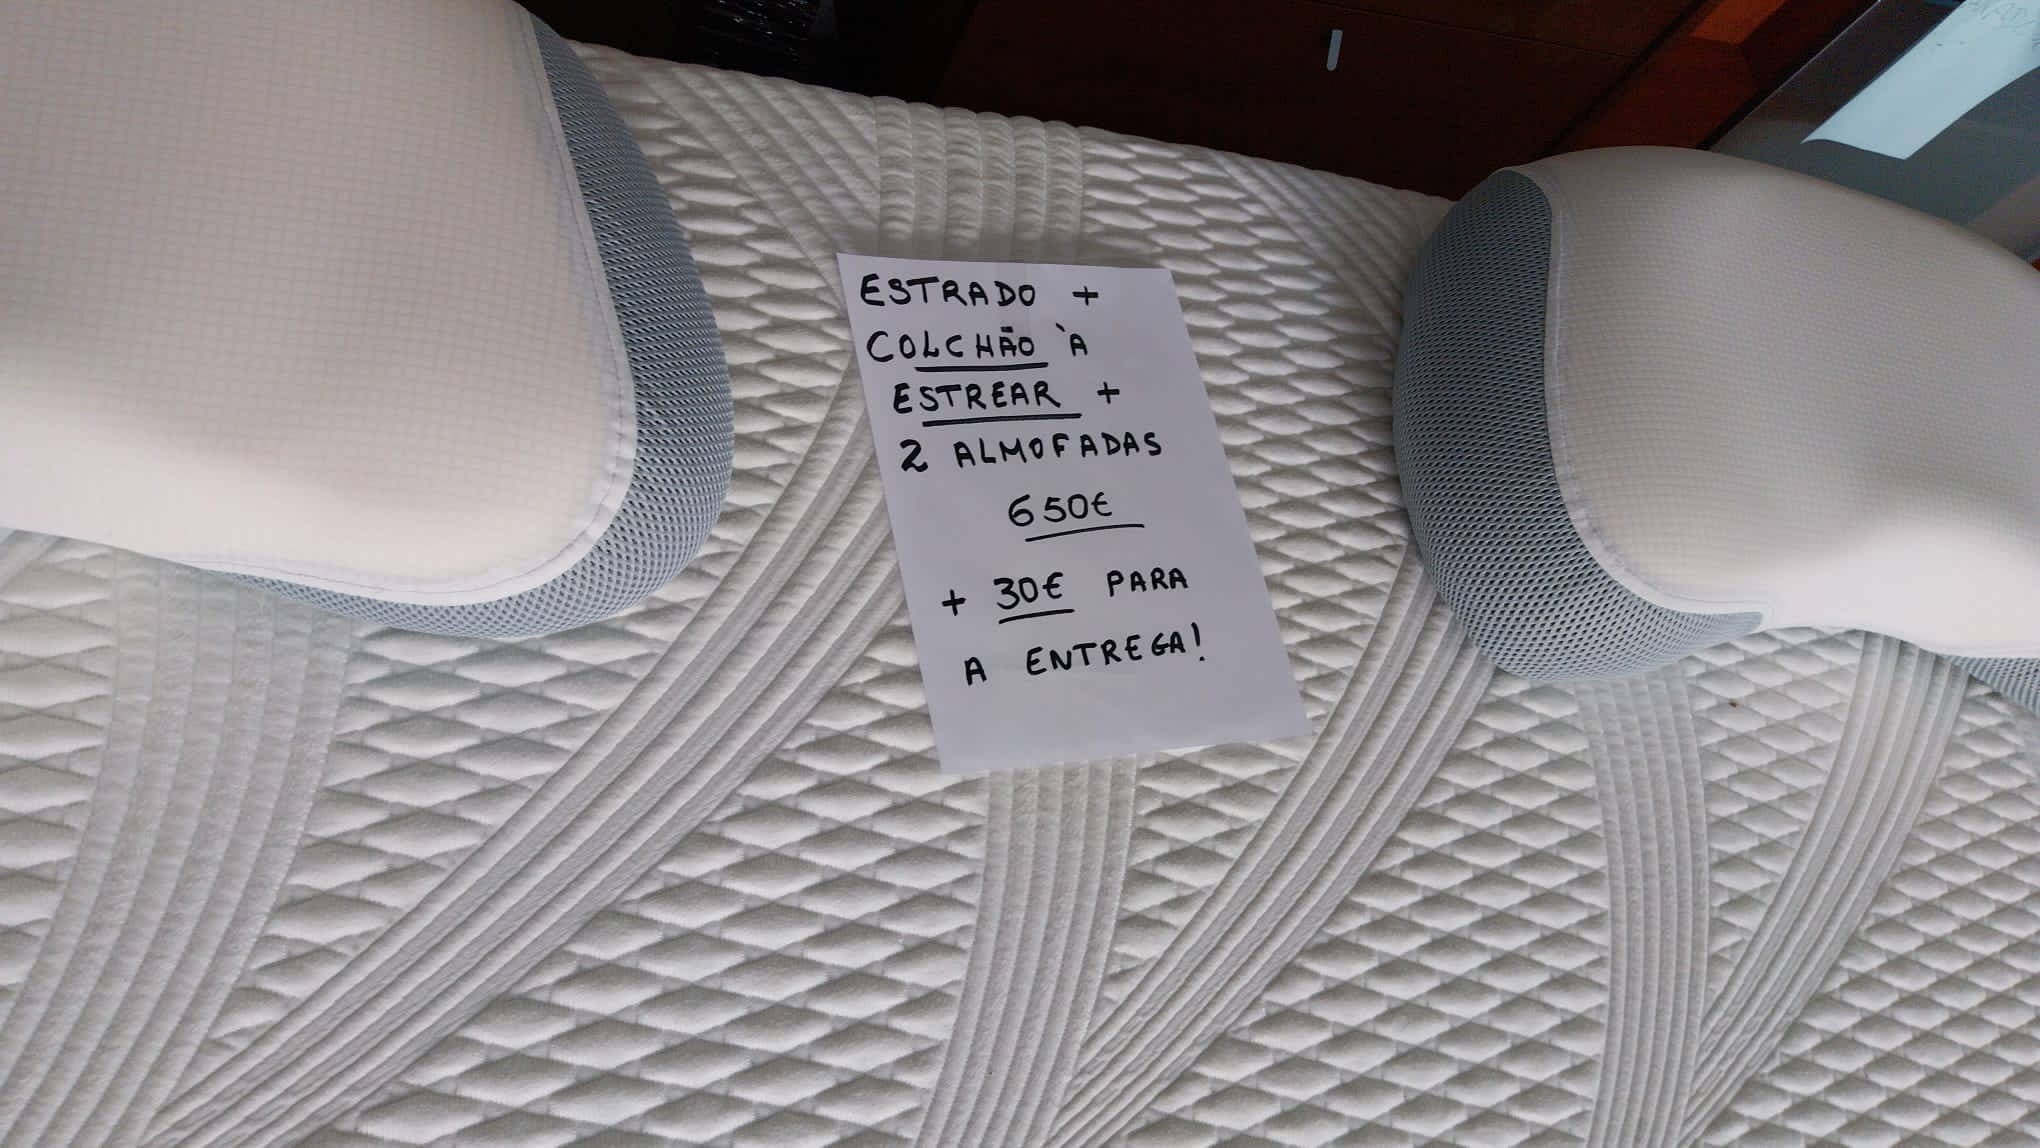 ESTRADO +
COLCHÃO À
ESTREAR +
2 ALMOFADAS
650€
+ 30€ PARA
A ENTREGA!